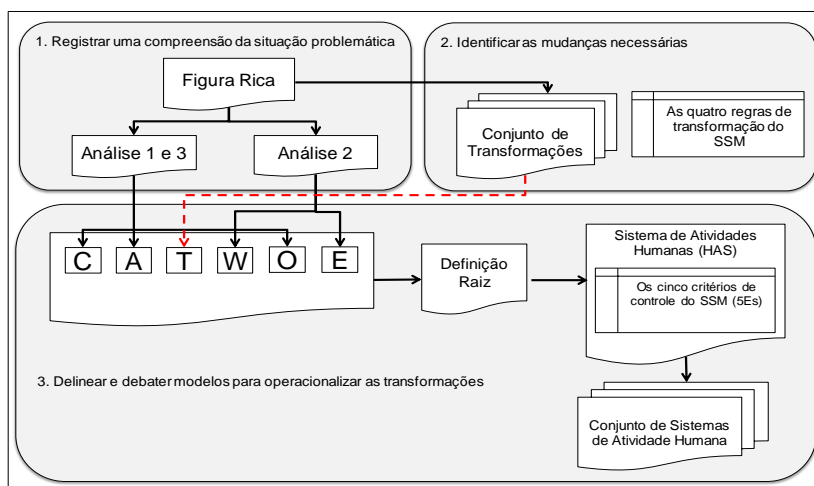 1. Registrar uma compreensão da situação problemática
Figura Rica
Análise 1 e 3
Análise 2
2. Identificar as mudanças necessárias
Conjunto de
Transformações
As quatro regras de
transformação do
SSM
C A T W O E
Definição
Raiz
Sistema de Atividades
Humanas (HAS)
Os cinco critérios de
controle do SSM (5Es)
3. Delinear e debater modelos para operacionalizar as transformações
Conjunto de Sistemas
de Atividade Humana